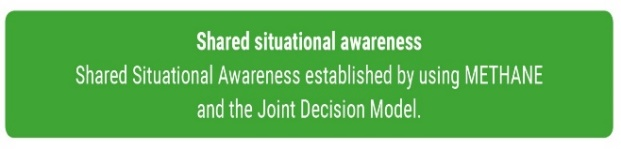 Shared situational awareness
Shared Situational Awareness established by using METHANE
and the Joint Decision Model.